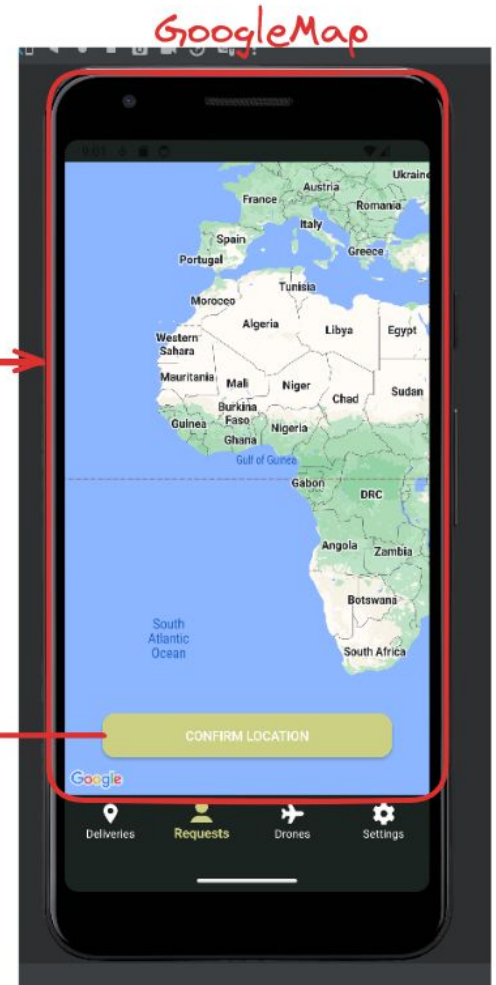 GoogleMap
9:01
Ukraine
Austria
France
Romania
Italy
Spain
Greece
Portugal
Tunisia
Morocco
Algeria
Libya
Egypt
Western
Sahara
Mauritania
Mali
Niger
Chad
Sudan
Burkina
Faso
Guinea
Nigeria
Ghana
Gulf of Guinea
Gabon
DRC
Angola
Zambia
Botswana
South
Atlantic
Ocean
South Africa
CONFIRM LOCATION
Google
Deliveries
Requests
Drones
Settings